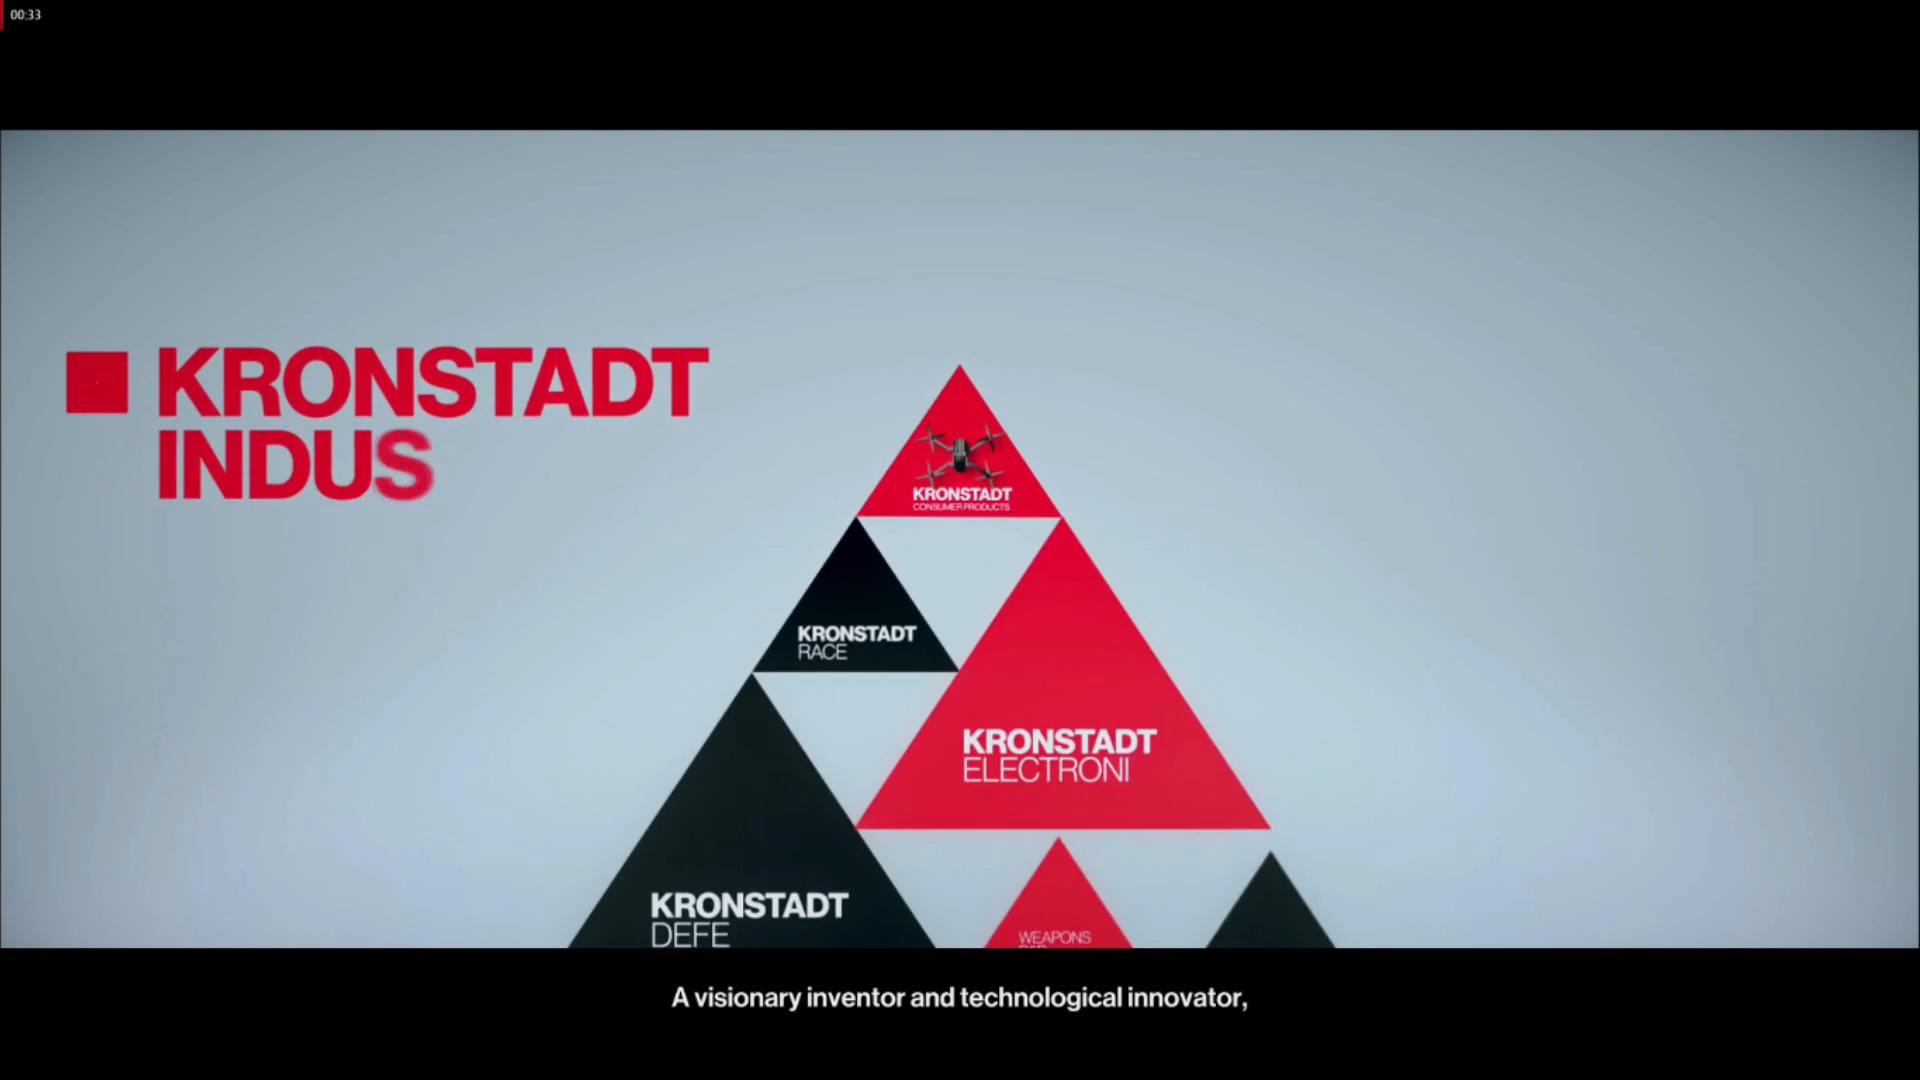 00:33
KRONSTADT
INDUS
KRONSTADT
CONSUMER PRODUCTS
KRONSTADT
RACE
KRONSTADT
ELECTRONI
KRONSTADT
DEFE
WEAPONS
A visionary inventor and technological innovator,